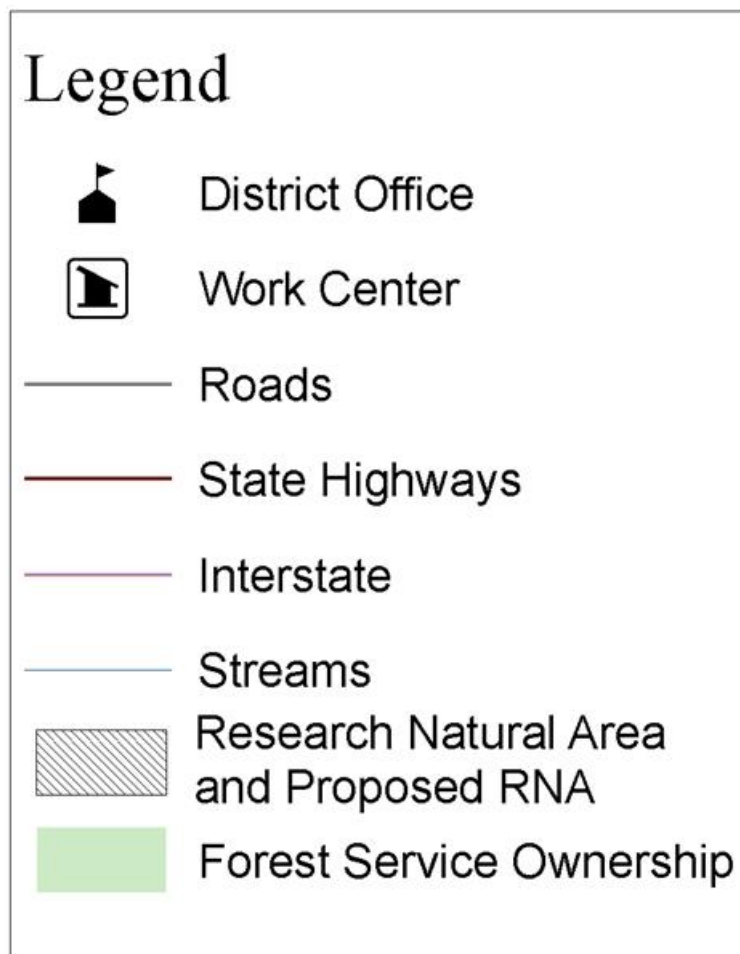 Legend
District Office
Work Center
Roads
State Highways
Interstate
Streams
Research Natural Area
and Proposed RNA
Forest Service Ownership